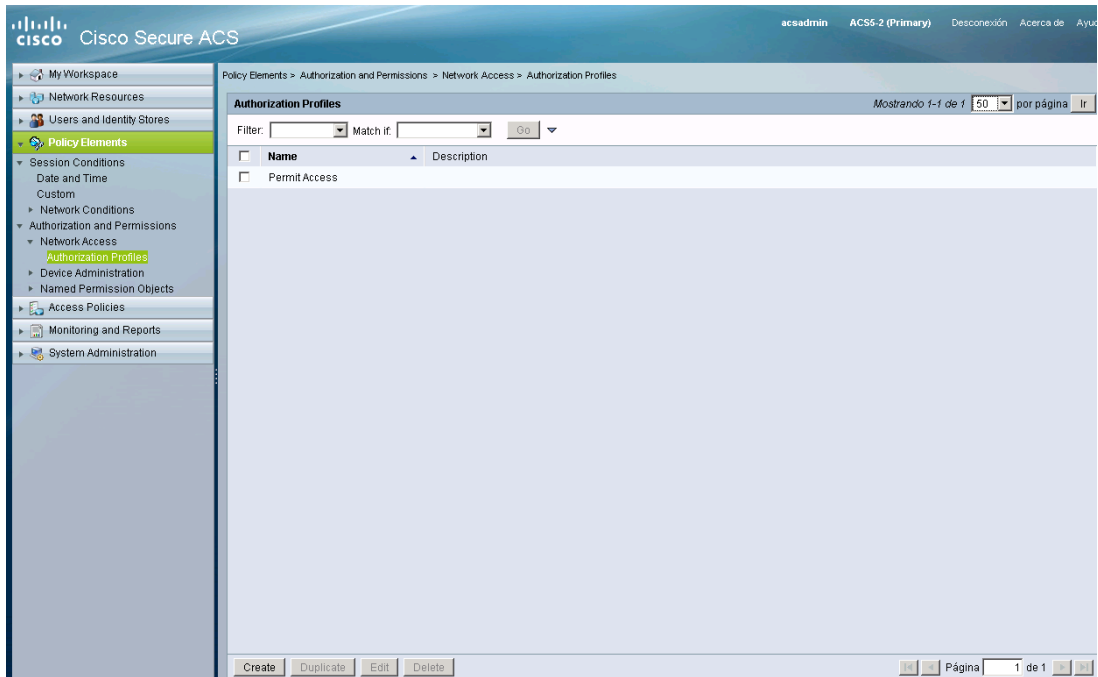 CISCO Cisco Secure ACS
acsadmin ACS5-2 (Primary) Desconexión Acerca de
My Workspace
Network Resources
Users and Identity Stores
Policy Elements
Session Conditions
Date and Time
Custom
Network Conditions
Authorization and Permissions
Network Access
Authorization Profiles
Device Administration
Named Permission Objects
Access Policies
Monitoring and Reports
System Administration
Policy Elements > Authorization and Permissions > Network Access > Authorization Profiles
Authorization Profiles Mostrando 1-1 de 1 50 por página Ir
Filter: Match if: Go
Name Description
Permit Access
Create Duplicate Edit Delete Página 1 de 1